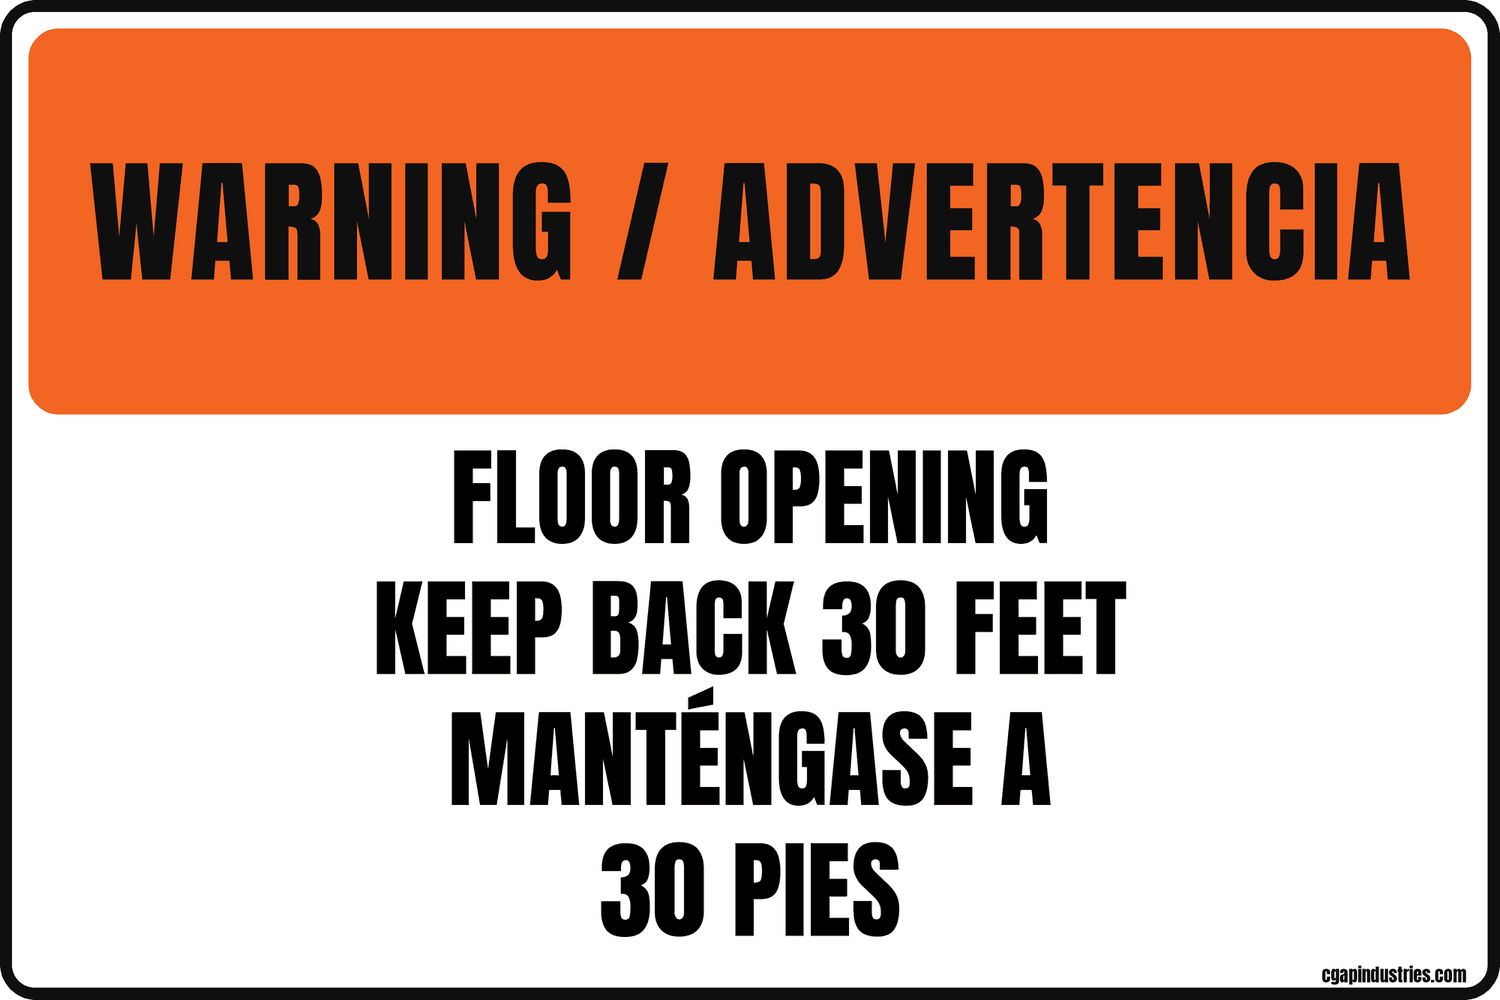 WARNING / ADVERTENCIA
FLOOR OPENING
KEEP BACK 30 FEET
MANTÉNGASE A
30 PIES
cgapindustries.com